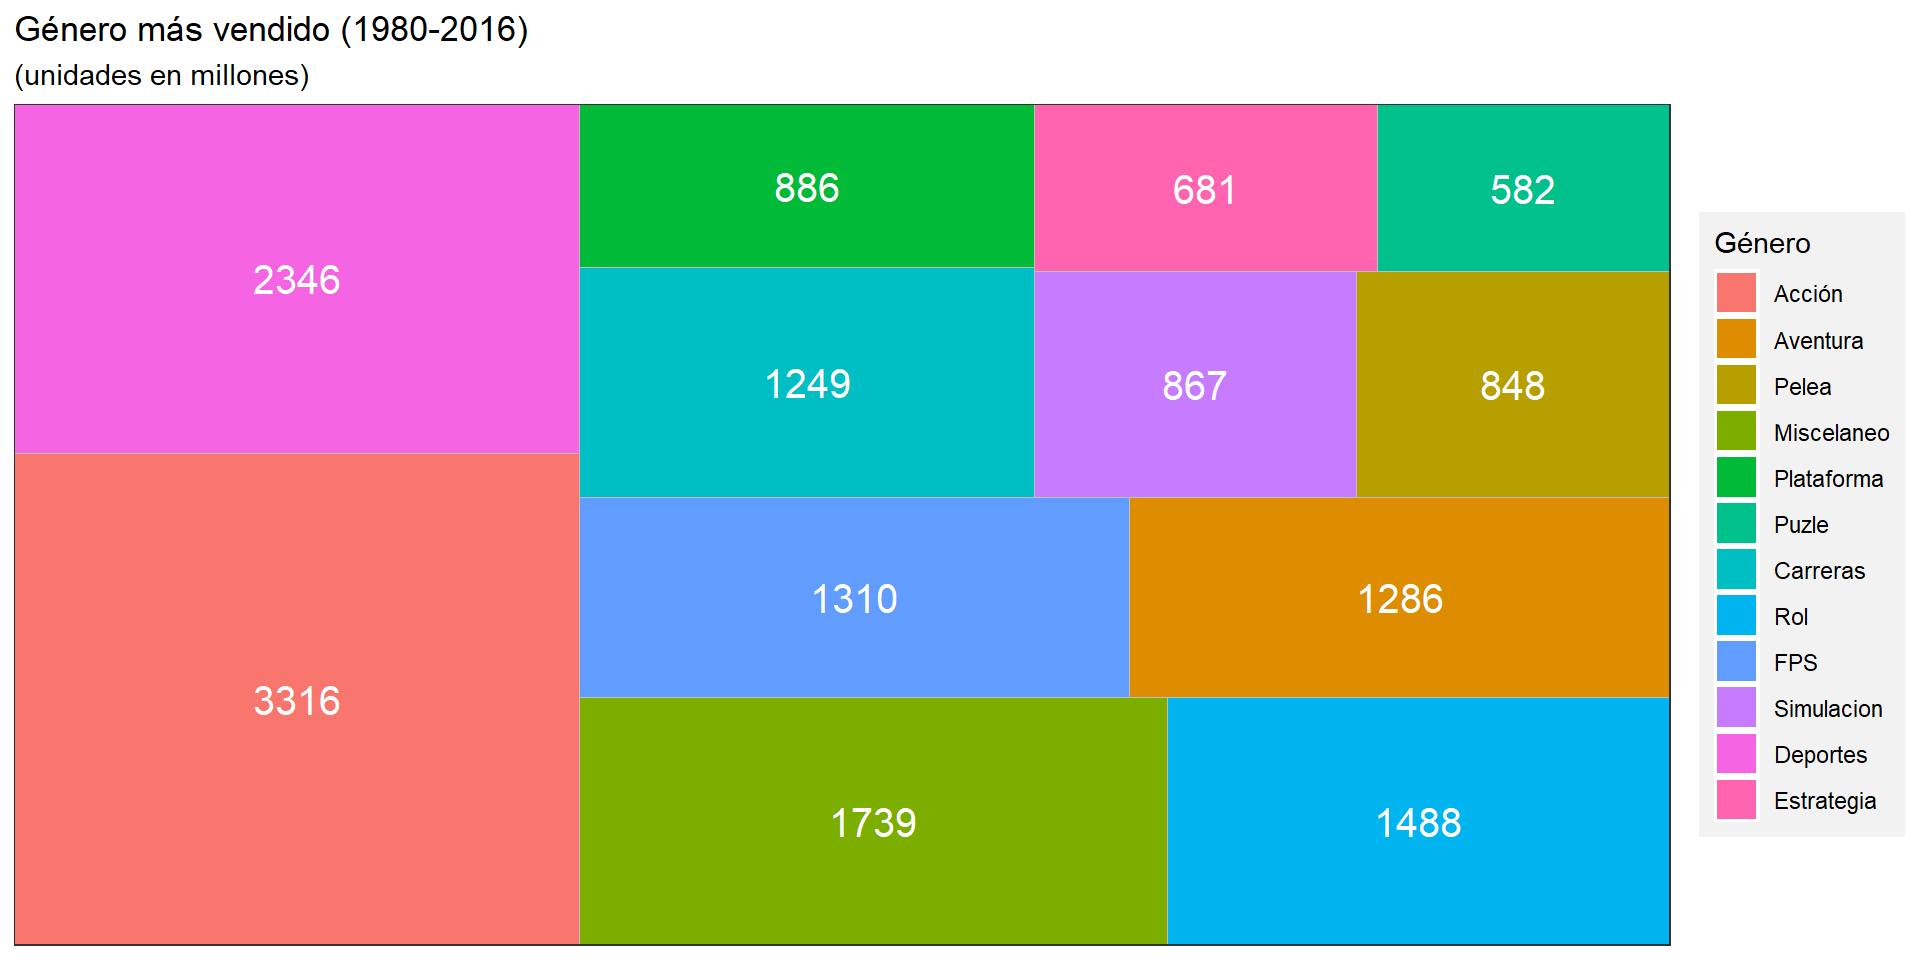 Género más vendido (1980-2016)
(unidades en millones)
886
681
582
2346
1249
867
848
1310
1286
3316
1739
1488
Género
Acción
Aventura
Pelea
Miscelaneo
Plataforma
Puzle
Carreras
Rol
FPS
Simulacion
Deportes
Estrategia